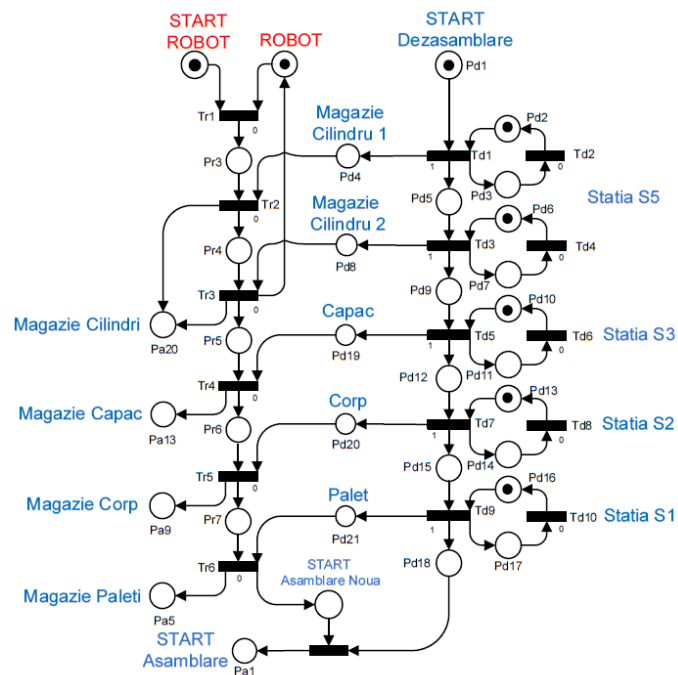 START
ROBOT
ROBOT
START
Dezasamblare
Pd1
Tr1
0
Magazie
Cilindru 1
Pd2
Pr3
Pd4
Td1
1
Td2
0
Pd3
Pd5
Statia S5
Tr2
0
Magazie
Cilindru 2
Pd6
Pr4
Pd8
Td3
1
Td4
0
Pd7
Pd9
Tr3
0
Capac
Pd10
Magazie Cilindri
Pa20
Pr5
Pd19
Td5
1
Td6
0
Statia S3
Pd11
Pd12
Tr4
0
Corp
Pd13
Magazie Capac
Pa13
Pr6
Pd20
Td7
1
Td8
0
Statia S2
Pd14
Pd15
Tr5
0
Palet
Pd16
Magazie Corp
Pa9
Pr7
Pd21
Td9
1
Td10
0
Statia S1
Pd17
Pd18
Tr6
0
START
Asamblare Noua
Magazie Paleti
Pa5
START
Asamblare
Pa1